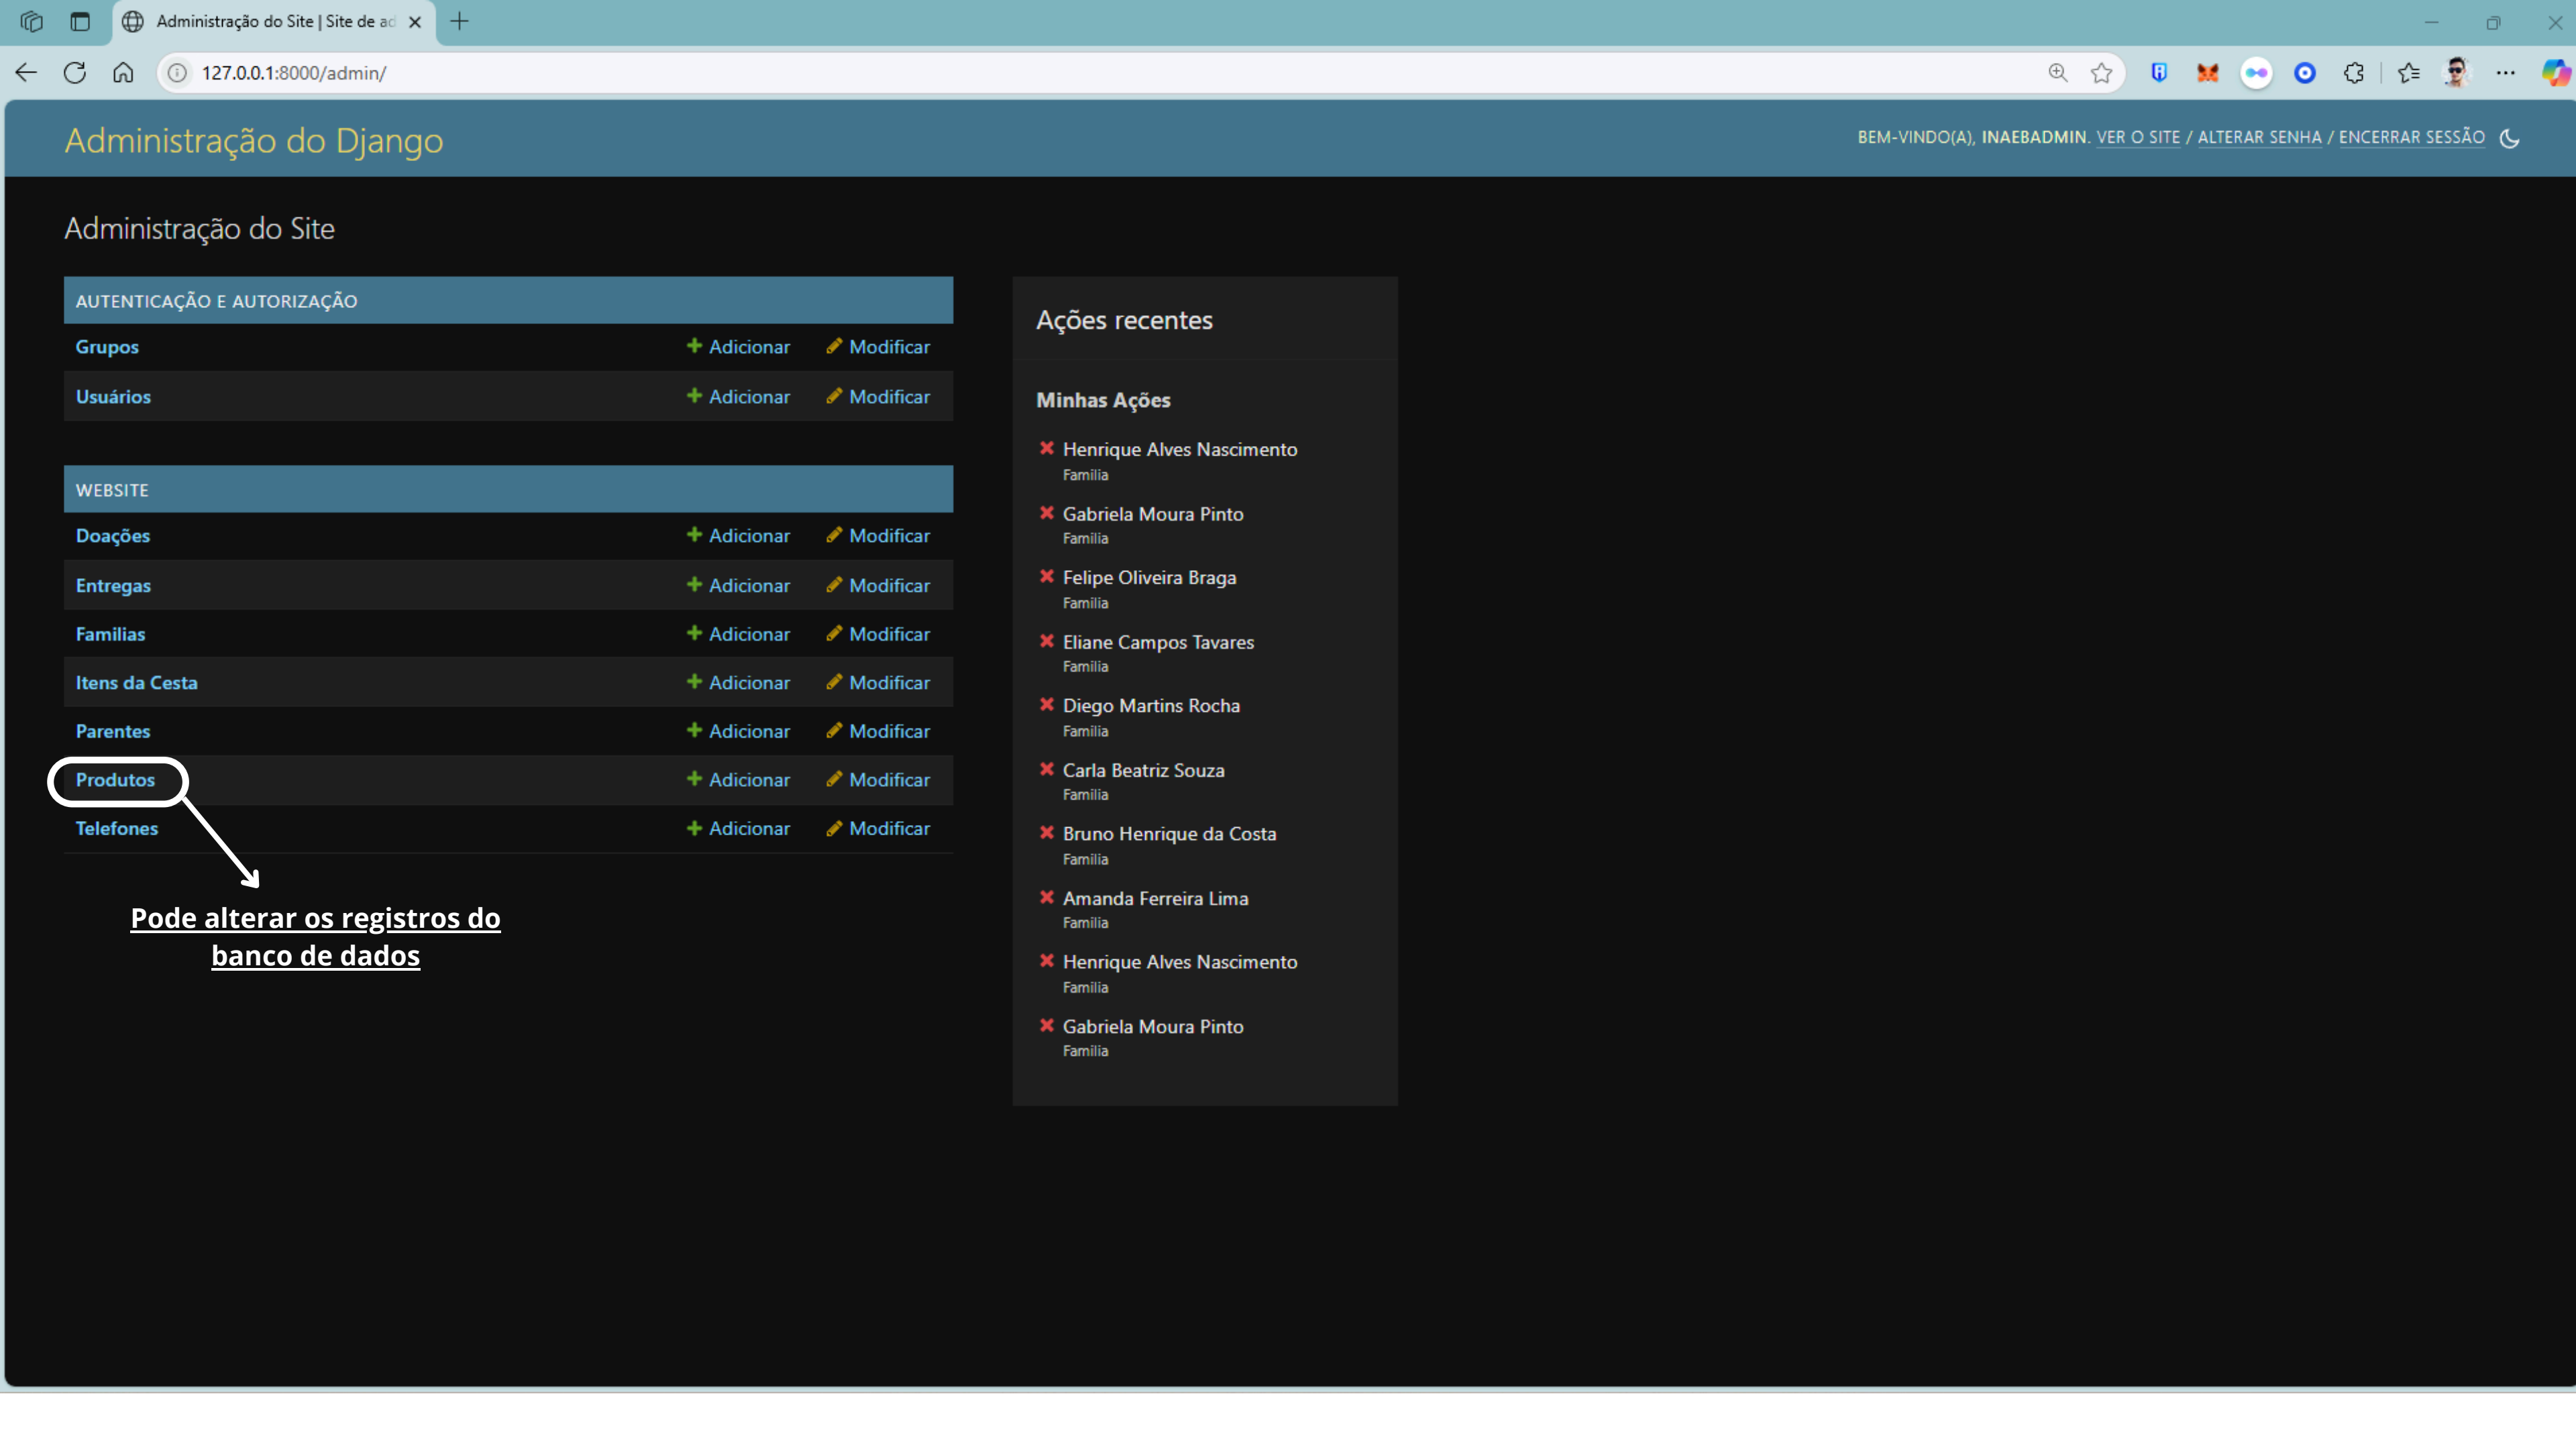 Administração do Site | Site de ad
127.0.0.1:8000/admin/
Administração do Django
BEM-VINDO(A), INAEBADMIN. VER O SITE / ALTERAR SENHA / ENCERRAR SESSÃO
Administração do Site
AUTENTICAÇÃO E AUTORIZAÇÃO
Grupos Adicionar Modificar
Usuários Adicionar Modificar
WEBSITE
Doações Adicionar Modificar
Entregas Adicionar Modificar
Familias Adicionar Modificar
Itens da Cesta Adicionar Modificar
Parentes Adicionar Modificar
Produtos Adicionar Modificar
Telefones Adicionar Modificar
Pode alterar os registros do
banco de dados
Ações recentes
Minhas Ações
Henrique Alves Nascimento
Familia
Gabriela Moura Pinto
Familia
Felipe Oliveira Braga
Familia
Eliane Campos Tavares
Familia
Diego Martins Rocha
Familia
Carla Beatriz Souza
Familia
Bruno Henrique da Costa
Familia
Amanda Ferreira Lima
Familia
Henrique Alves Nascimento
Familia
Gabriela Moura Pinto
Familia